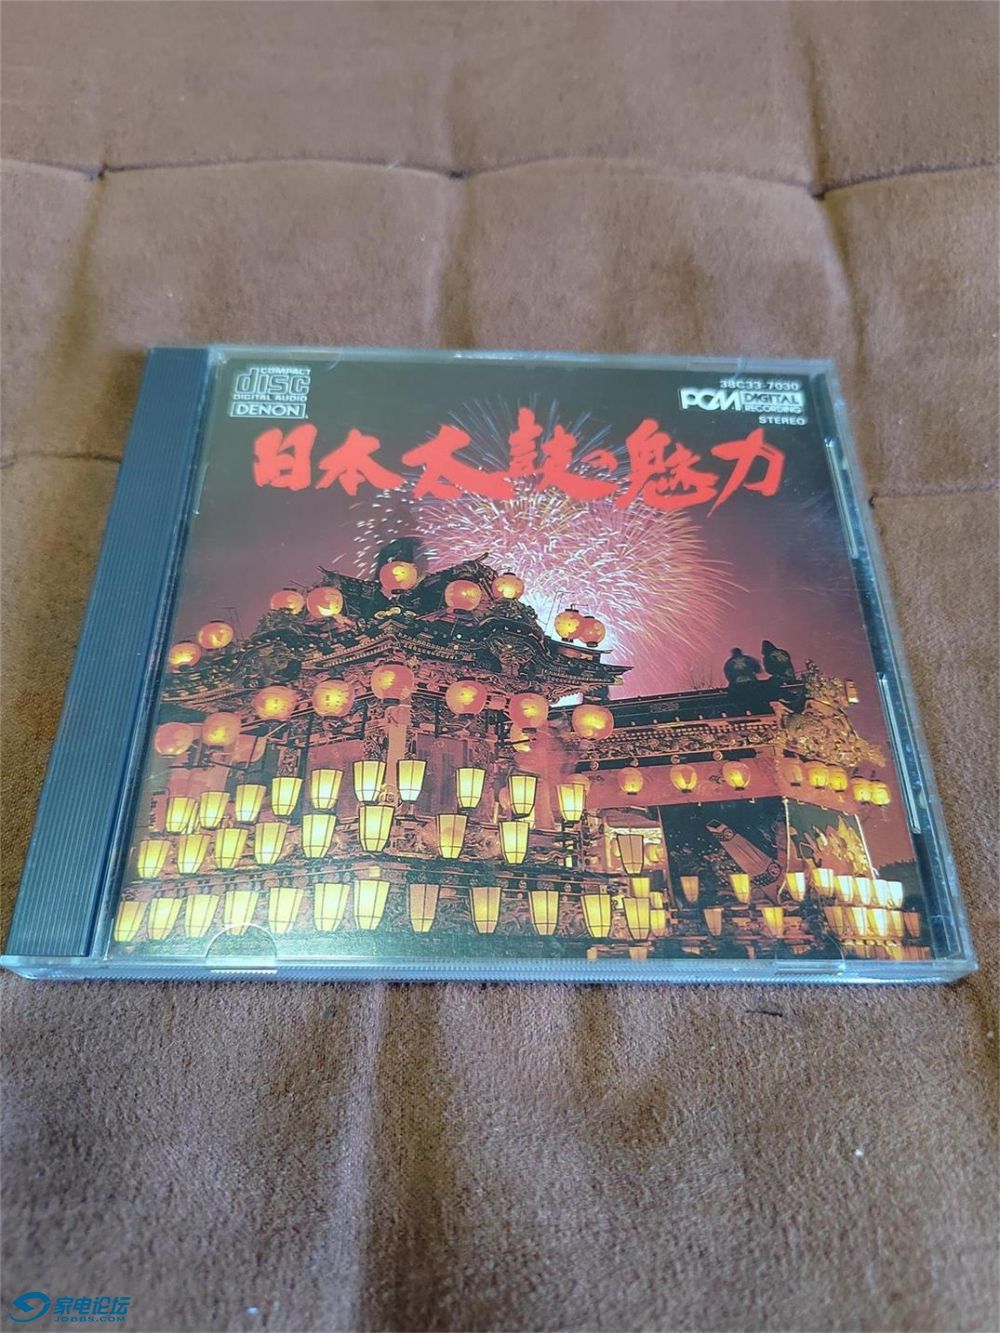 COMPACT
disc
DIGITAL AUDIO
DENON
38C33-7030
PCM DIGITAL
RECORDING
STEREO
日本太鼓の魅力
家电论坛
JDBBS.COM